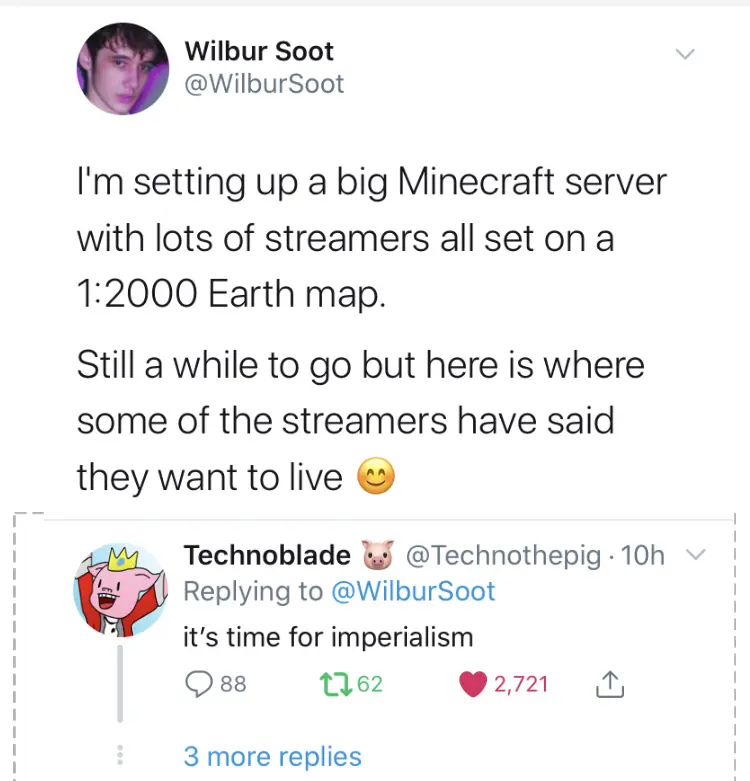 Wilbur Soot
@WilburSoot
I'm setting up a big Minecraft server
with lots of streamers all set on a
1:2000 Earth map.
Still a while to go but here is where
some of the streamers have said
they want to live 😊
Technoblade 🐷 @Technothepig · 10h
Replying to @WilburSoot
it's time for imperialism
88 62 2,721
3 more replies